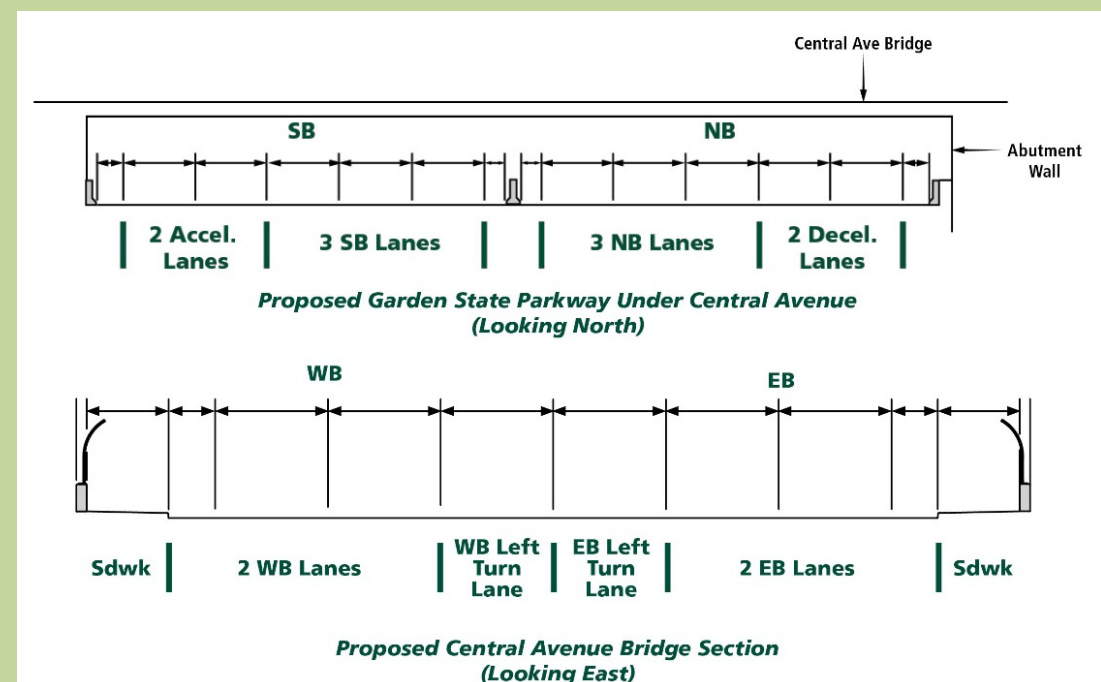 Central Ave Bridge
SB
NB
Abutment
Wall
2 Accel.
Lanes
3 SB Lanes
3 NB Lanes
2 Decel.
Lanes
Proposed Garden State Parkway Under Central Avenue
(Looking North)
WB
EB
Sdwk
2 WB Lanes
WB Left
Turn
Lane
EB Left
Turn
Lane
2 EB Lanes
Sdwk
Proposed Central Avenue Bridge Section
(Looking East)